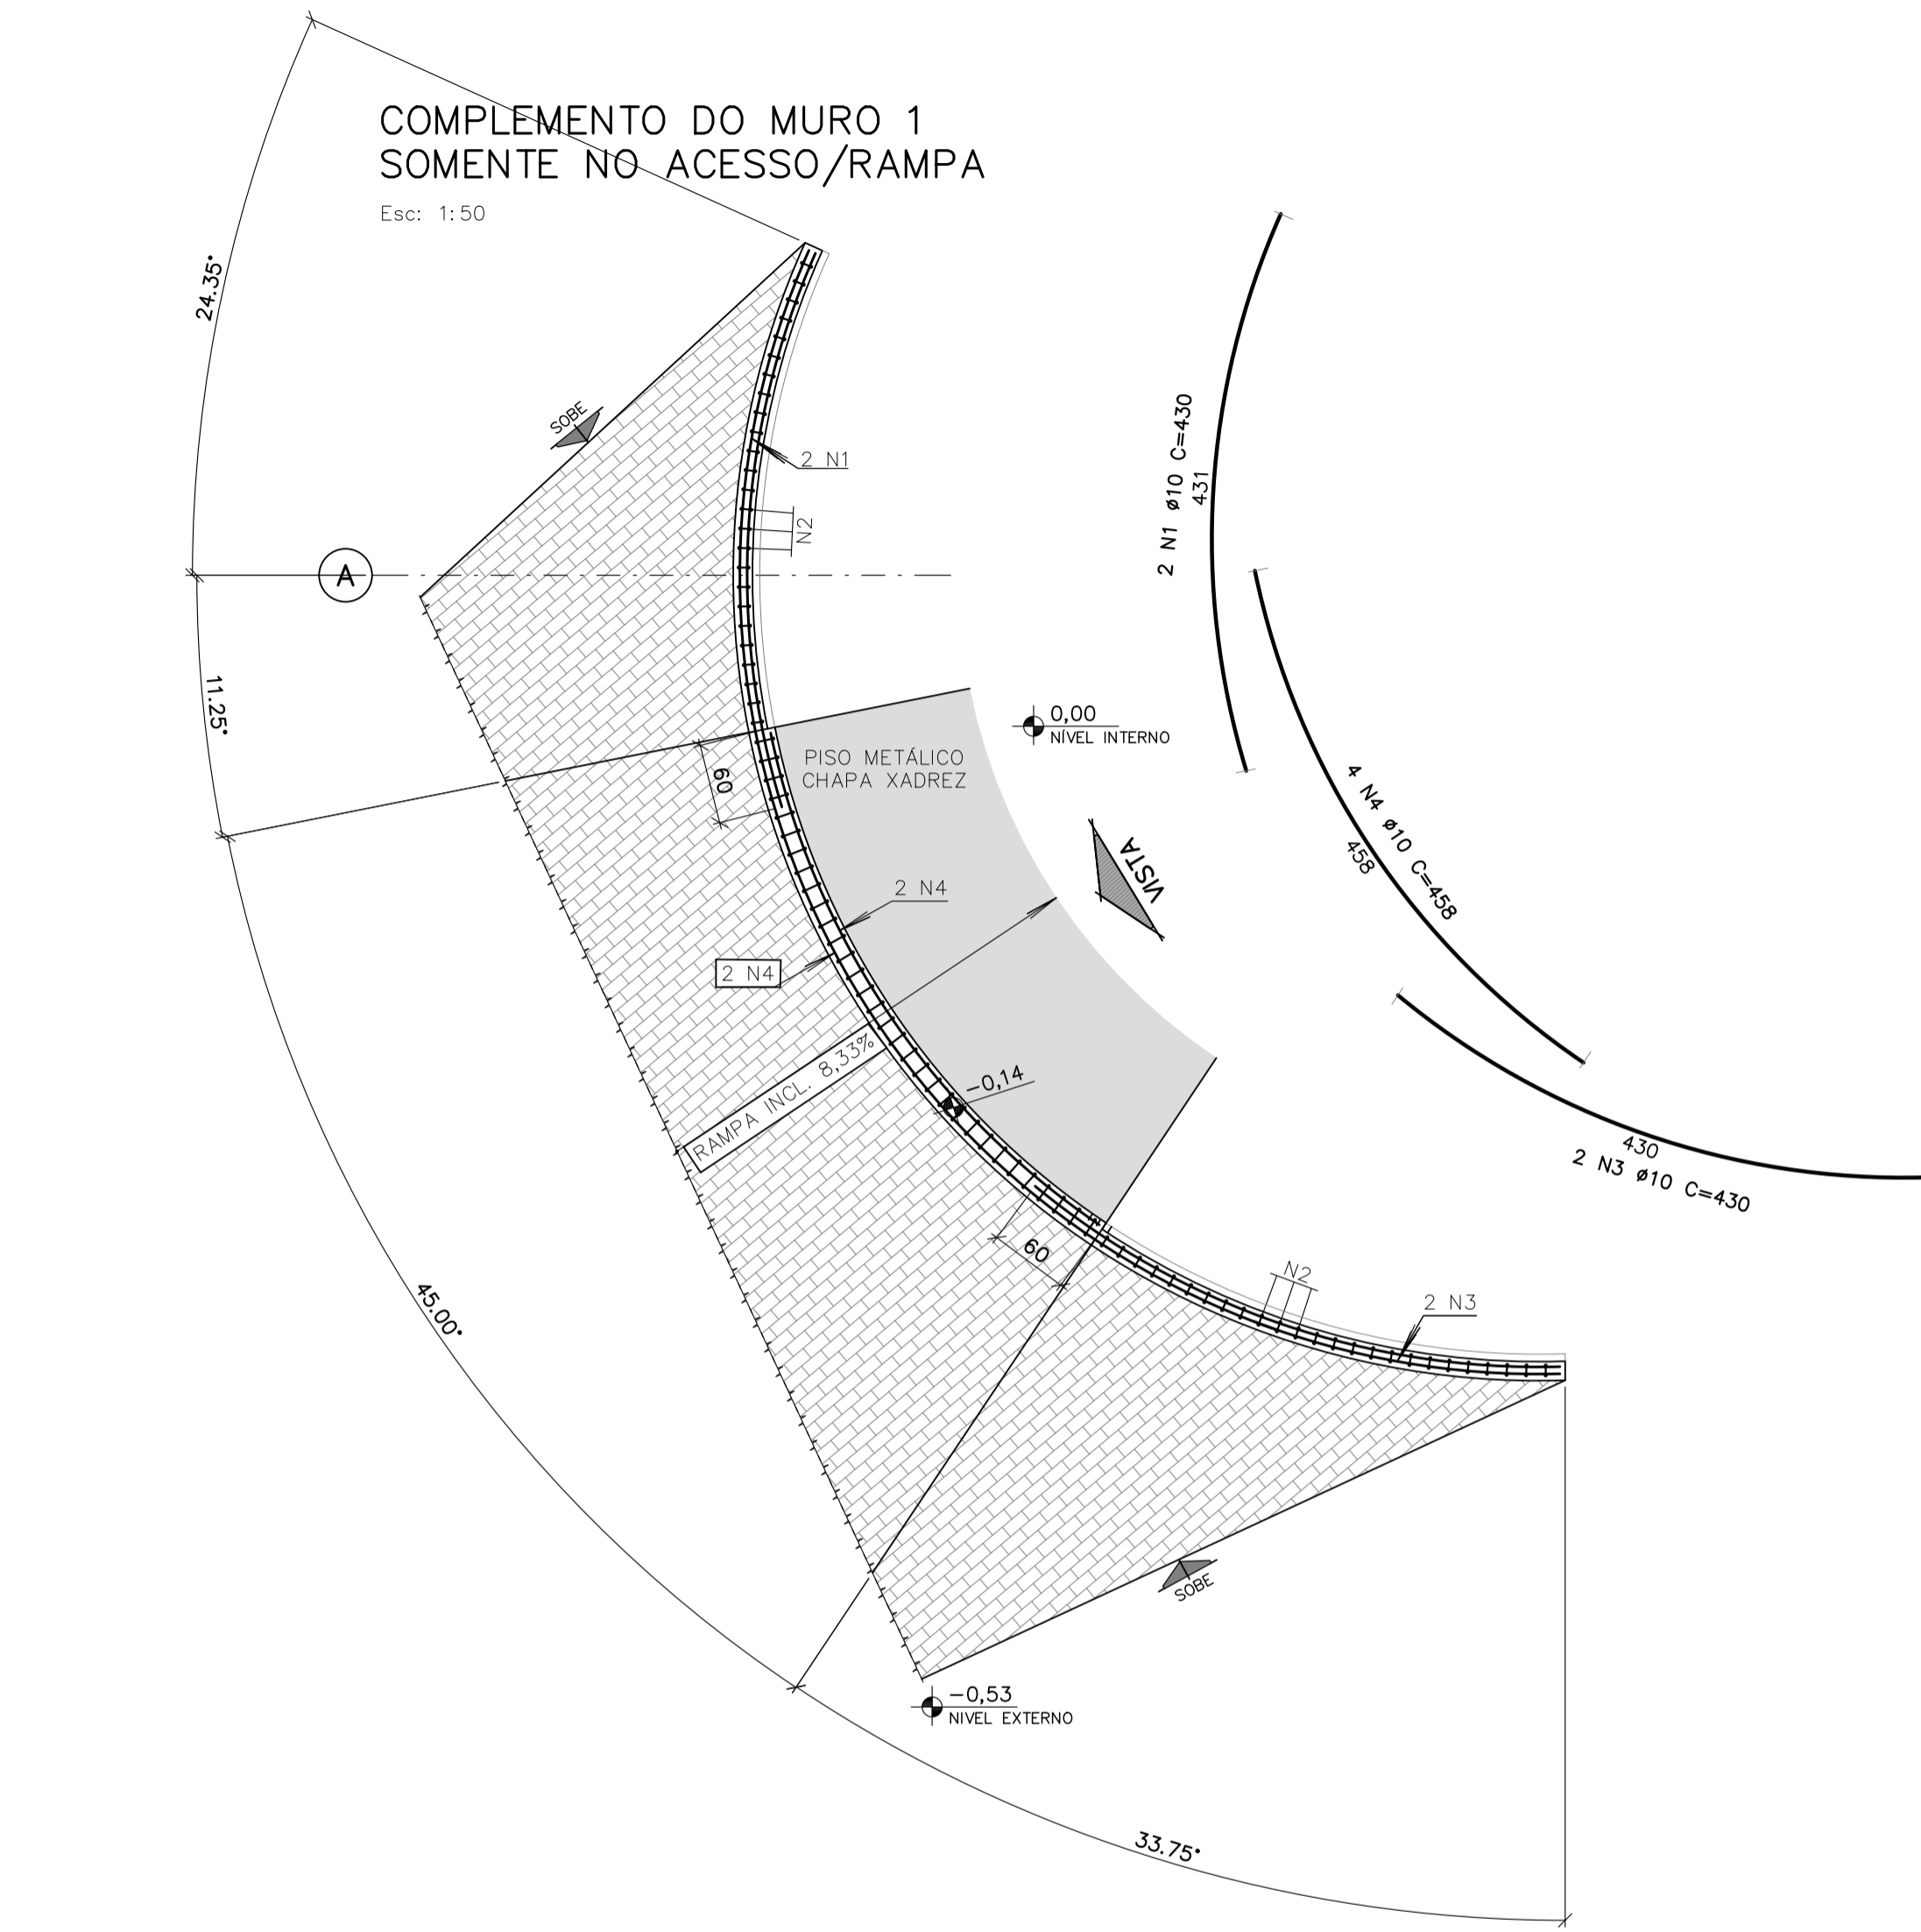 COMPLEMENTO DO MURO 1
SOMENTE NO ACESSO/RAMPA
Esc: 1:50
24.35°
SOBE
2 N1
N2
2 N1 ø10 C=430
431
A
11.25°
60
PISO METÁLICO
CHAPA XADREZ
0,00
NÍVEL INTERNO
4 N4 ø10 C=458
458
VISTA
2 N4
2 N4
RAMPA INCL. 8,33%
-0,14
430
2 N3 ø10 C=430
60
N2
2 N3
45.00°
SOBE
-0,53
NIVEL EXTERNO
33.75°